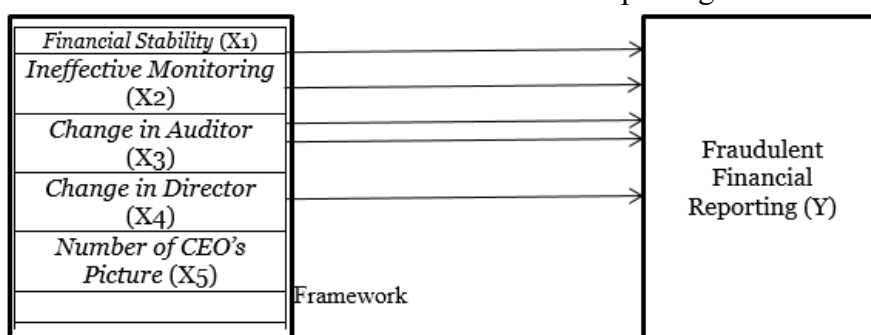 Financial Stability (X1)
Ineffective Monitoring
(X2)
Change in Auditor
(X3)
Change in Director
(X4)
Number of CEO's
Picture (X5)
Framework
Fraudulent
Financial
Reporting (Y)